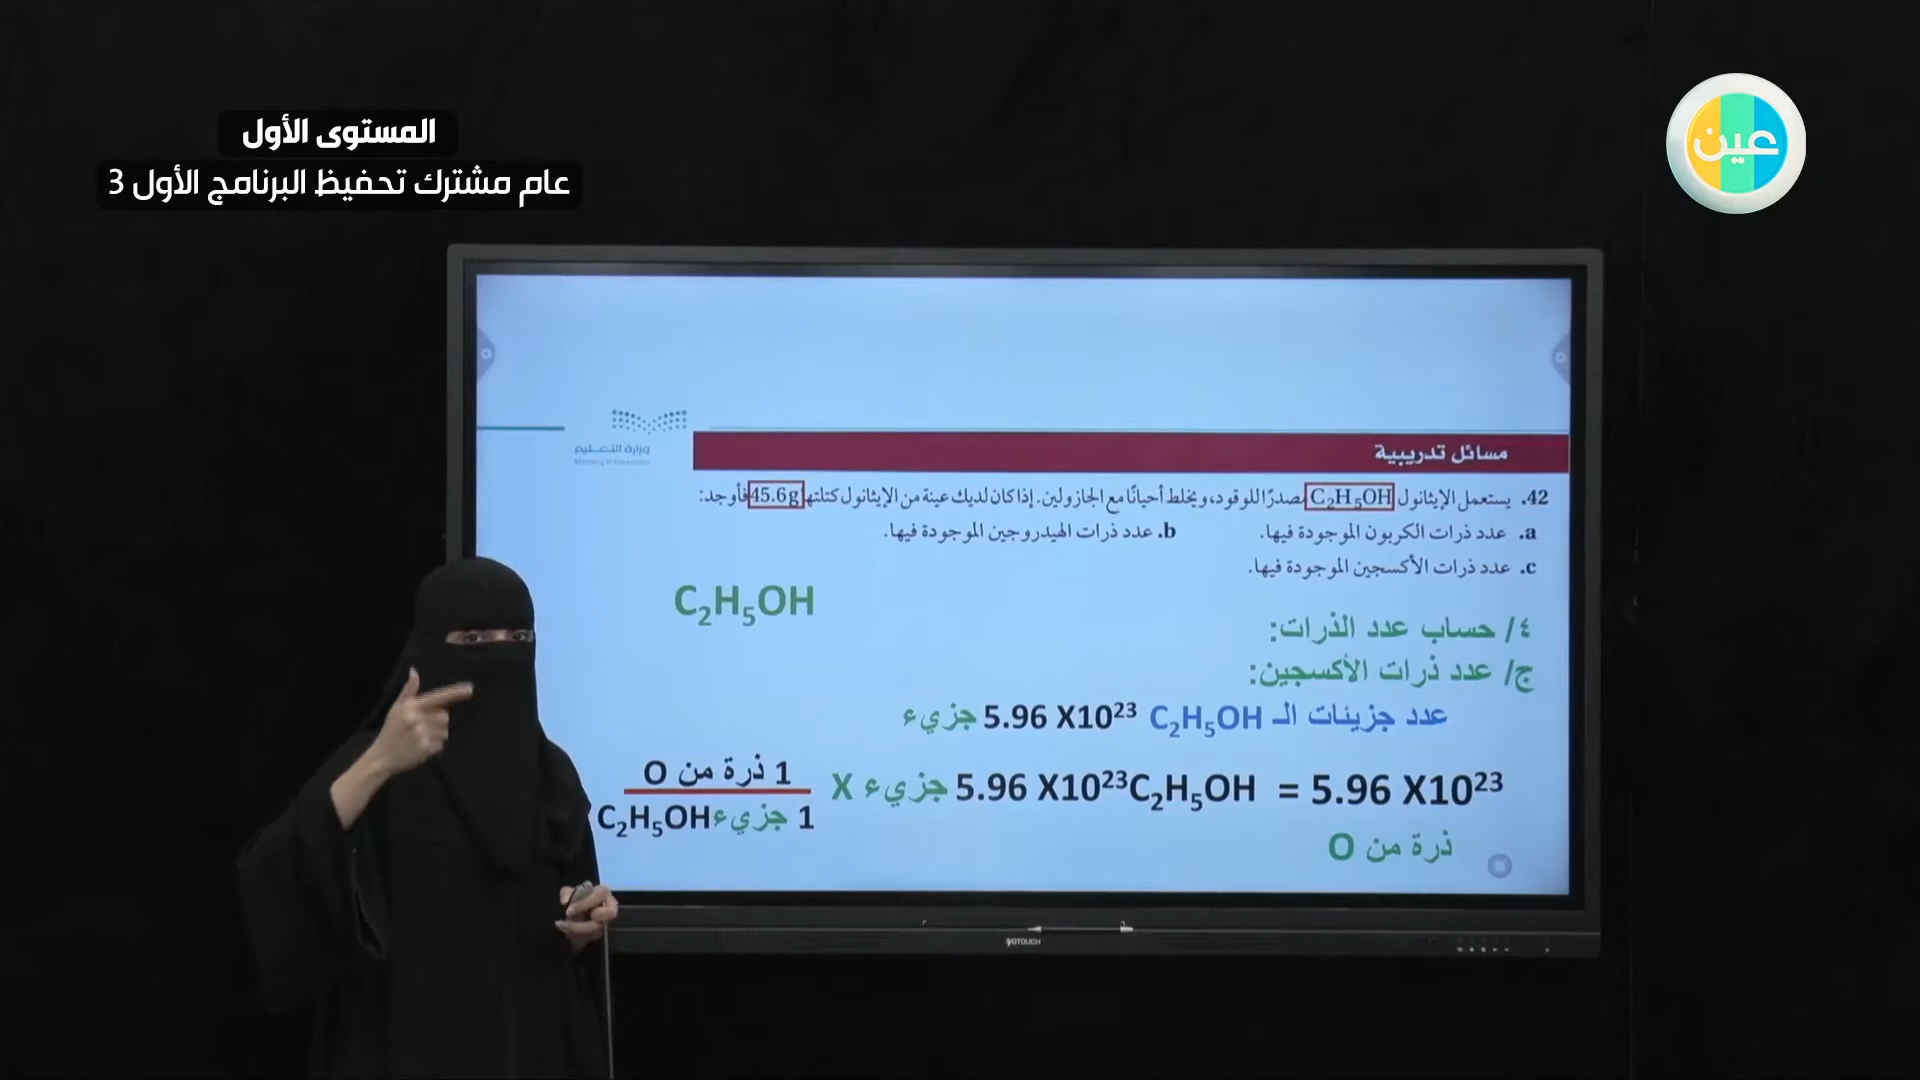 المستوى الأول
عام مشترك تحفيظ البرنامج الأول 3
عين
وزارة التعليم
Ministry of Education
مسائل تدريبية
42. يستعمل الإيثانول C₂H₅OH مصدرًا للوقود، ويخلط أحيانًا مع الجازولين. إذا كان لديك عينة من الإيثانول كتلتها 45.6g فأوجد:
a. عدد ذرات الكربون الموجودة فيها. b. عدد ذرات الهيدروجين الموجودة فيها.
c. عدد ذرات الأكسجين الموجودة فيها.
C₂H₅OH
٤/ حساب عدد الذرات:
ج/ عدد ذرات الأكسجين:
عدد جزيئات الـ C₂H₅OH 5.96 X10²³ جزيء
1 ذرة من O
1 جزيء C₂H₅OH
X جزيء 5.96 X10²³C₂H₅OH = 5.96 X10²³
ذرة من O